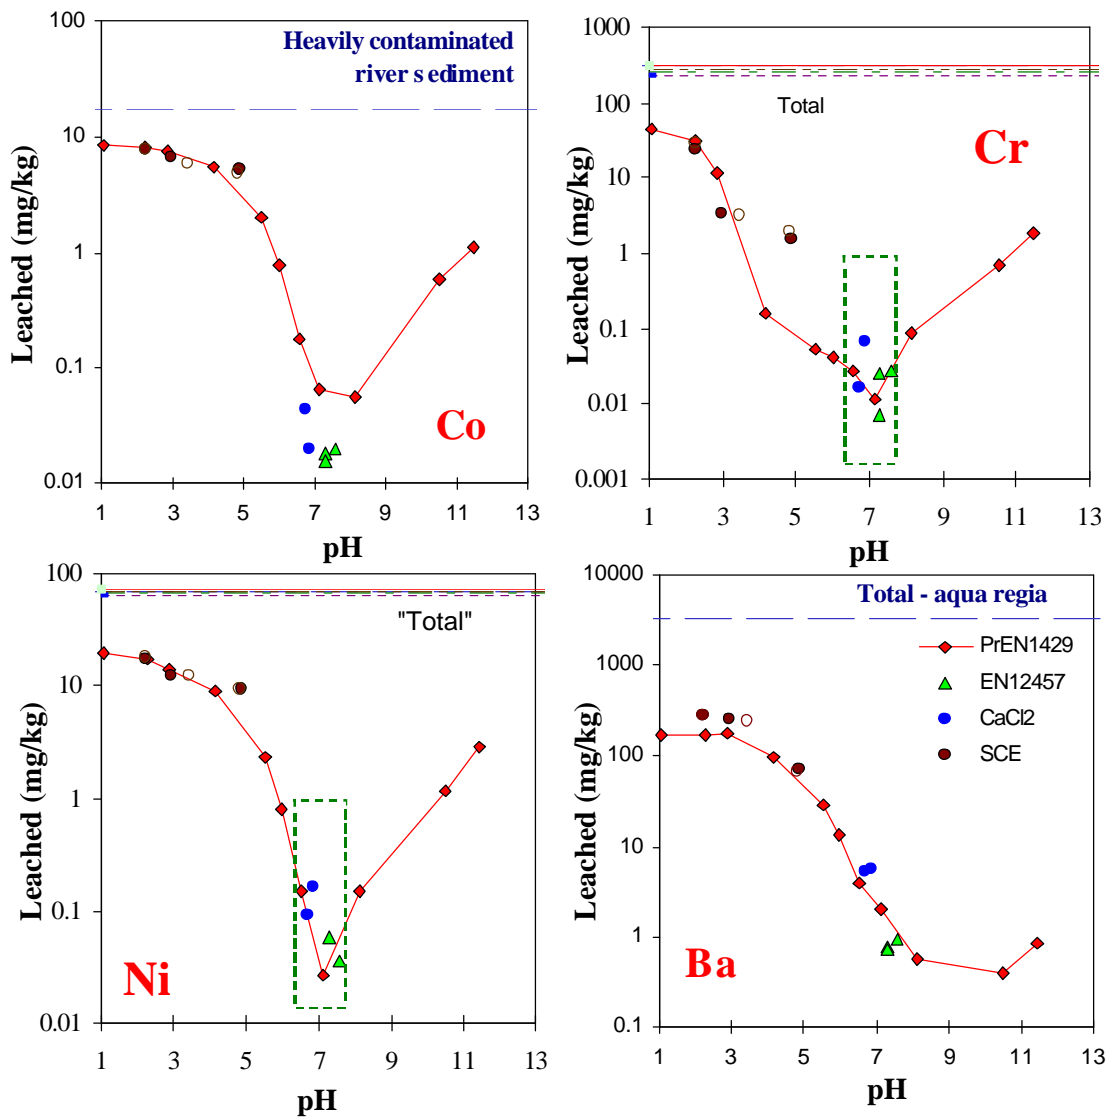 100
10
1
0.1
0.01
Leached (mg/kg)
Heavily contaminated
river sediment
Co
1 3 5 7 9 11 13
pH
1000
100
10
1
0.1
0.01
0.001
Leached (mg/kg)
Total
Cr
1 3 5 7 9 11 13
pH
100
10
1
0.1
0.01
Leached (mg/kg)
"Total"
Ni
1 3 5 7 9 11 13
pH
10000
1000
100
10
1
0.1
Leached (mg/kg)
Total - aqua regia
PrEN1429
EN12457
CaCl2
SCE
Ba
1 3 5 7 9 11 13
pH